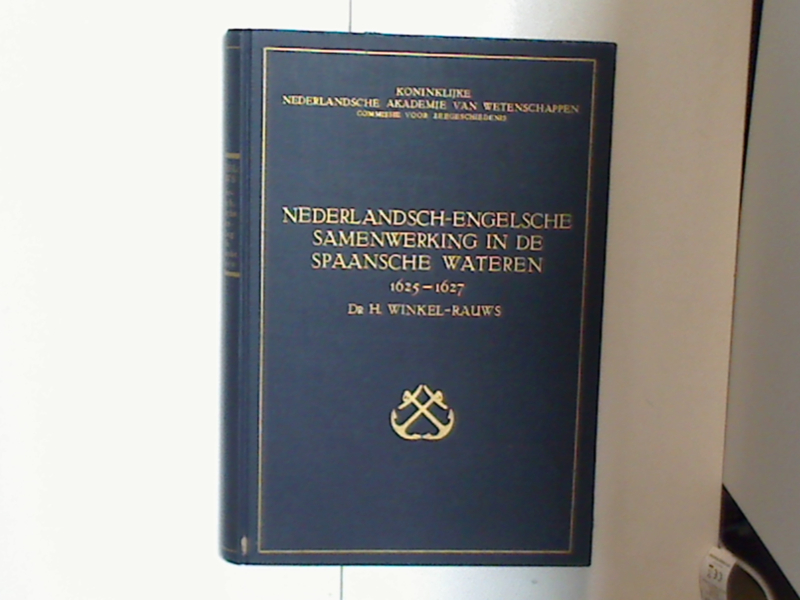 KONINKLIJKE
NEDERLANDSCHE AKADEMIE VAN WETENSCHAPPEN
COMMISSIE VOOR ZEEGESCHIEDENIS
NEDERLANDSCH-ENGELSCHE
SAMENWERKING IN DE
SPAANSCHE WATEREN
1625-1627
DR H. WINKEL-RAUWS